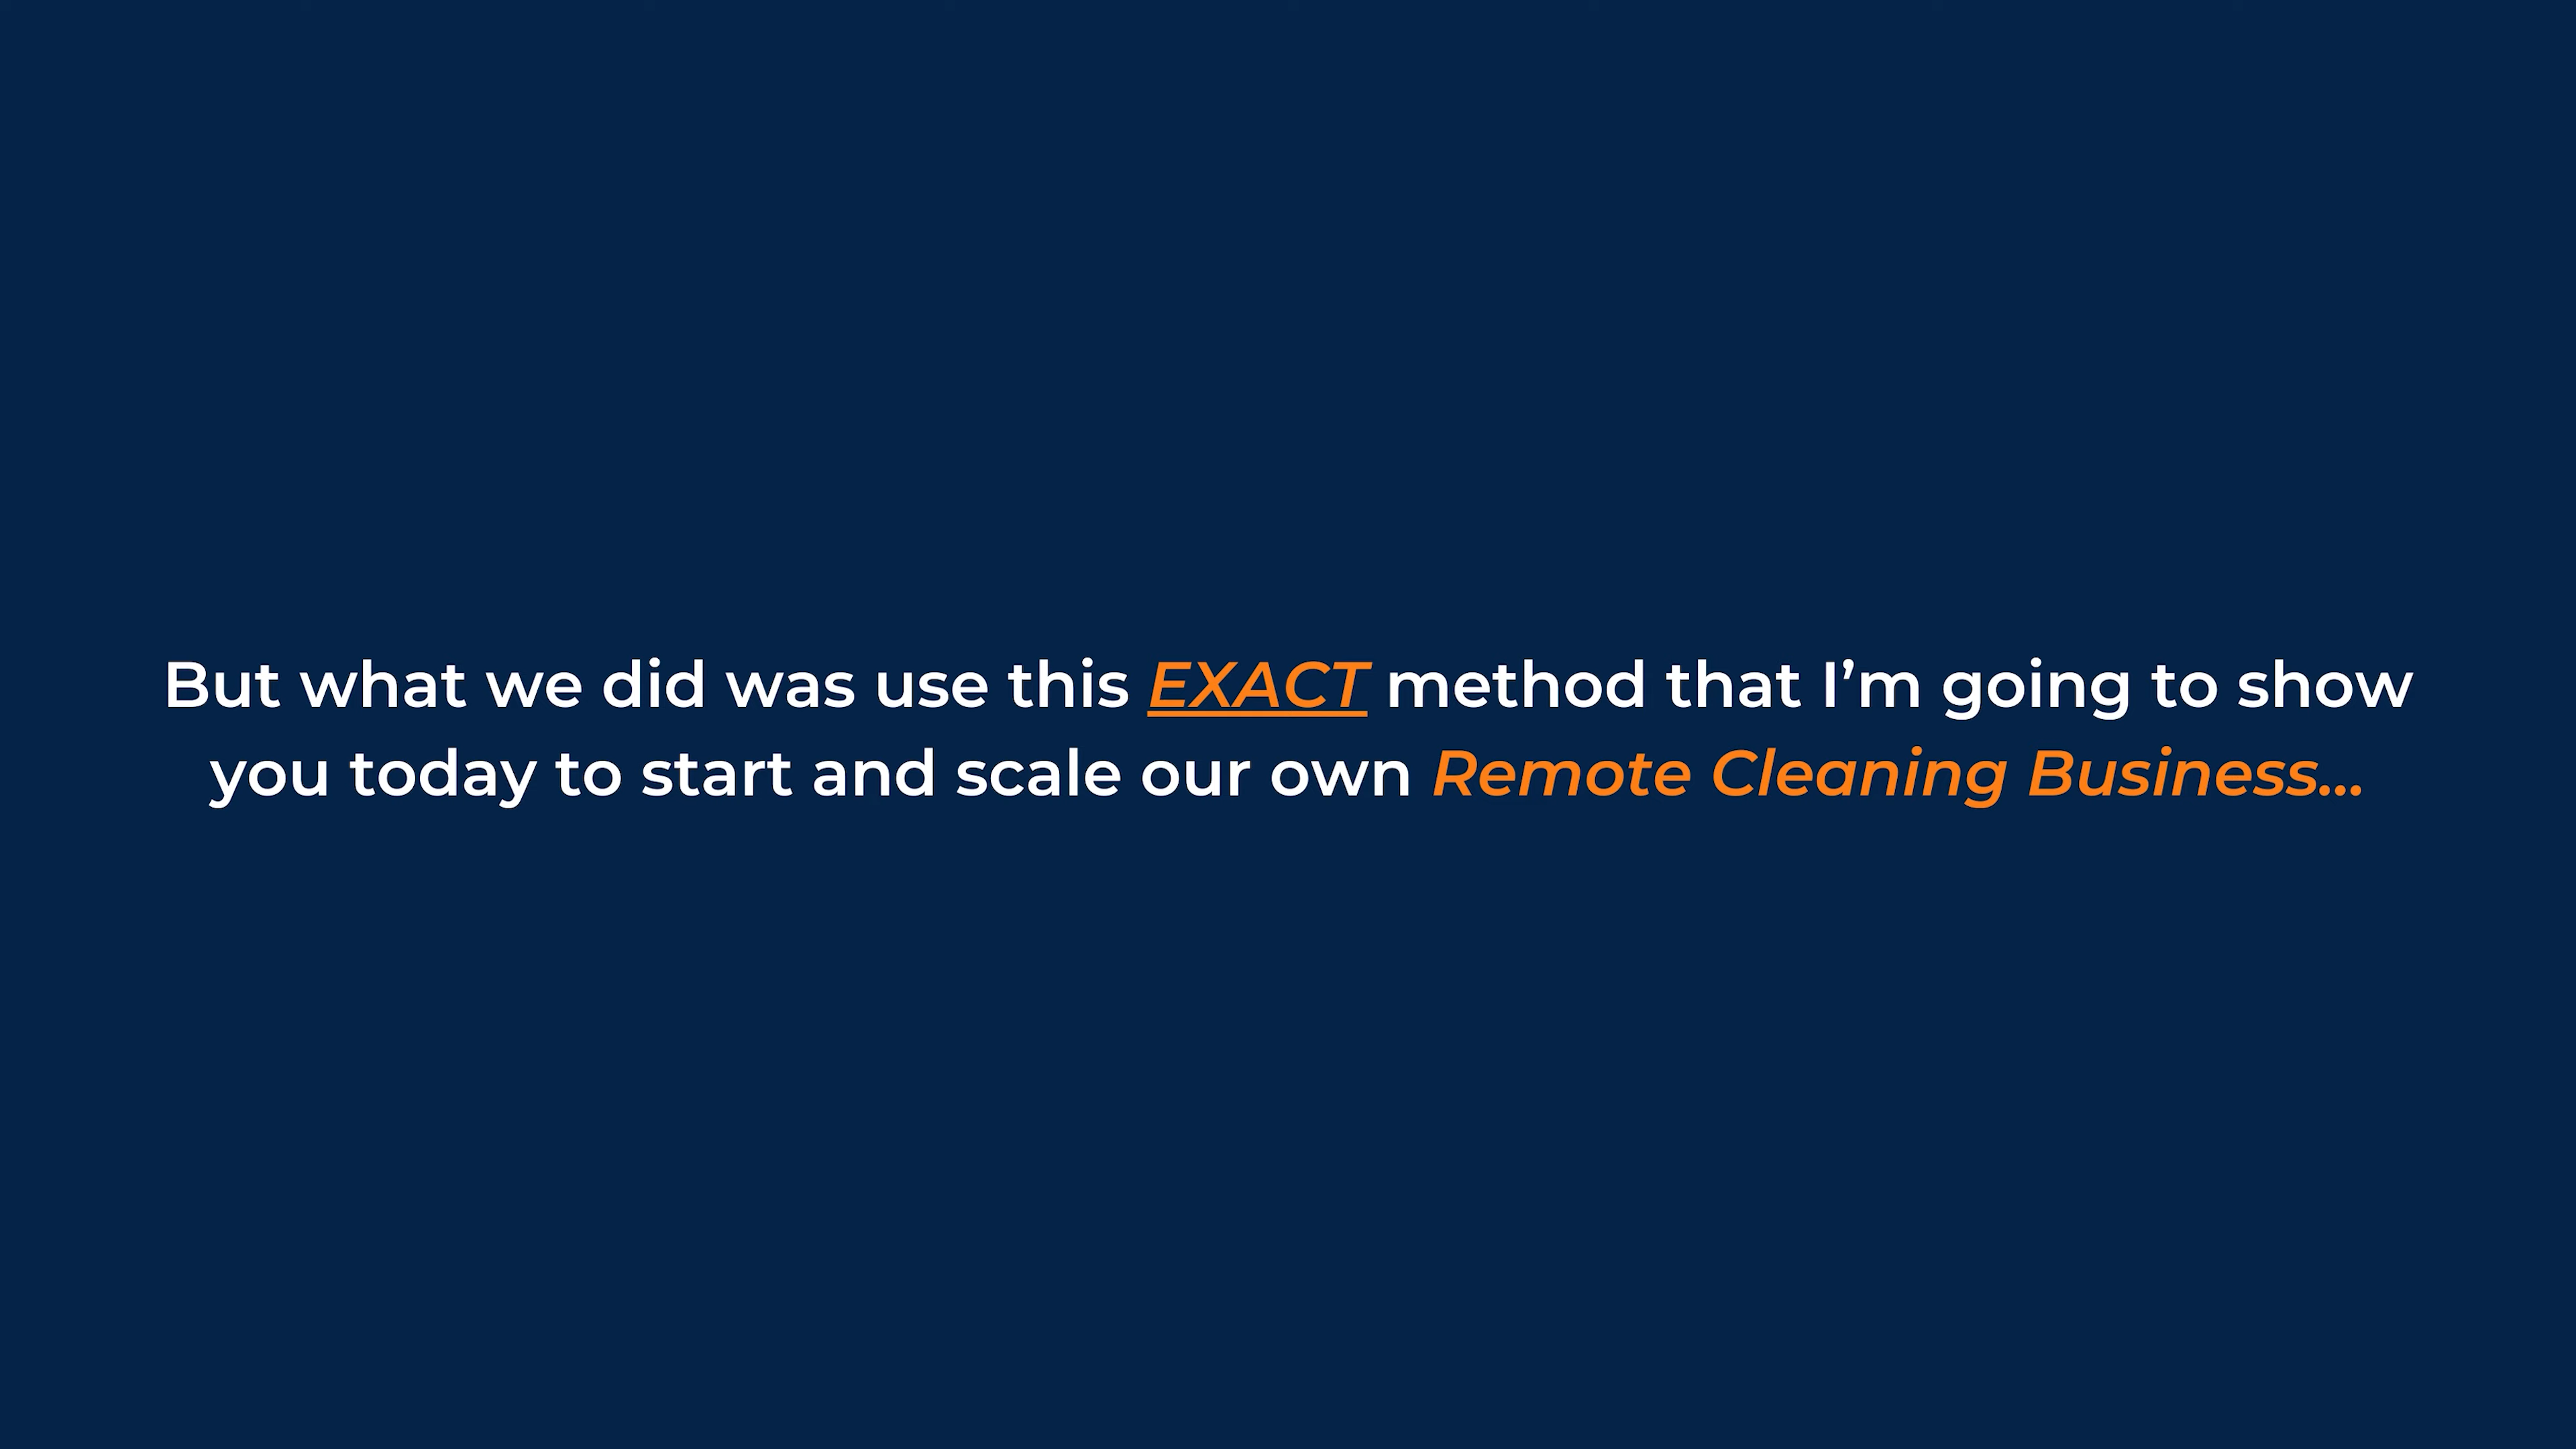 But what we did was use this EXACT method that I’m going to show
you today to start and scale our own Remote Cleaning Business...